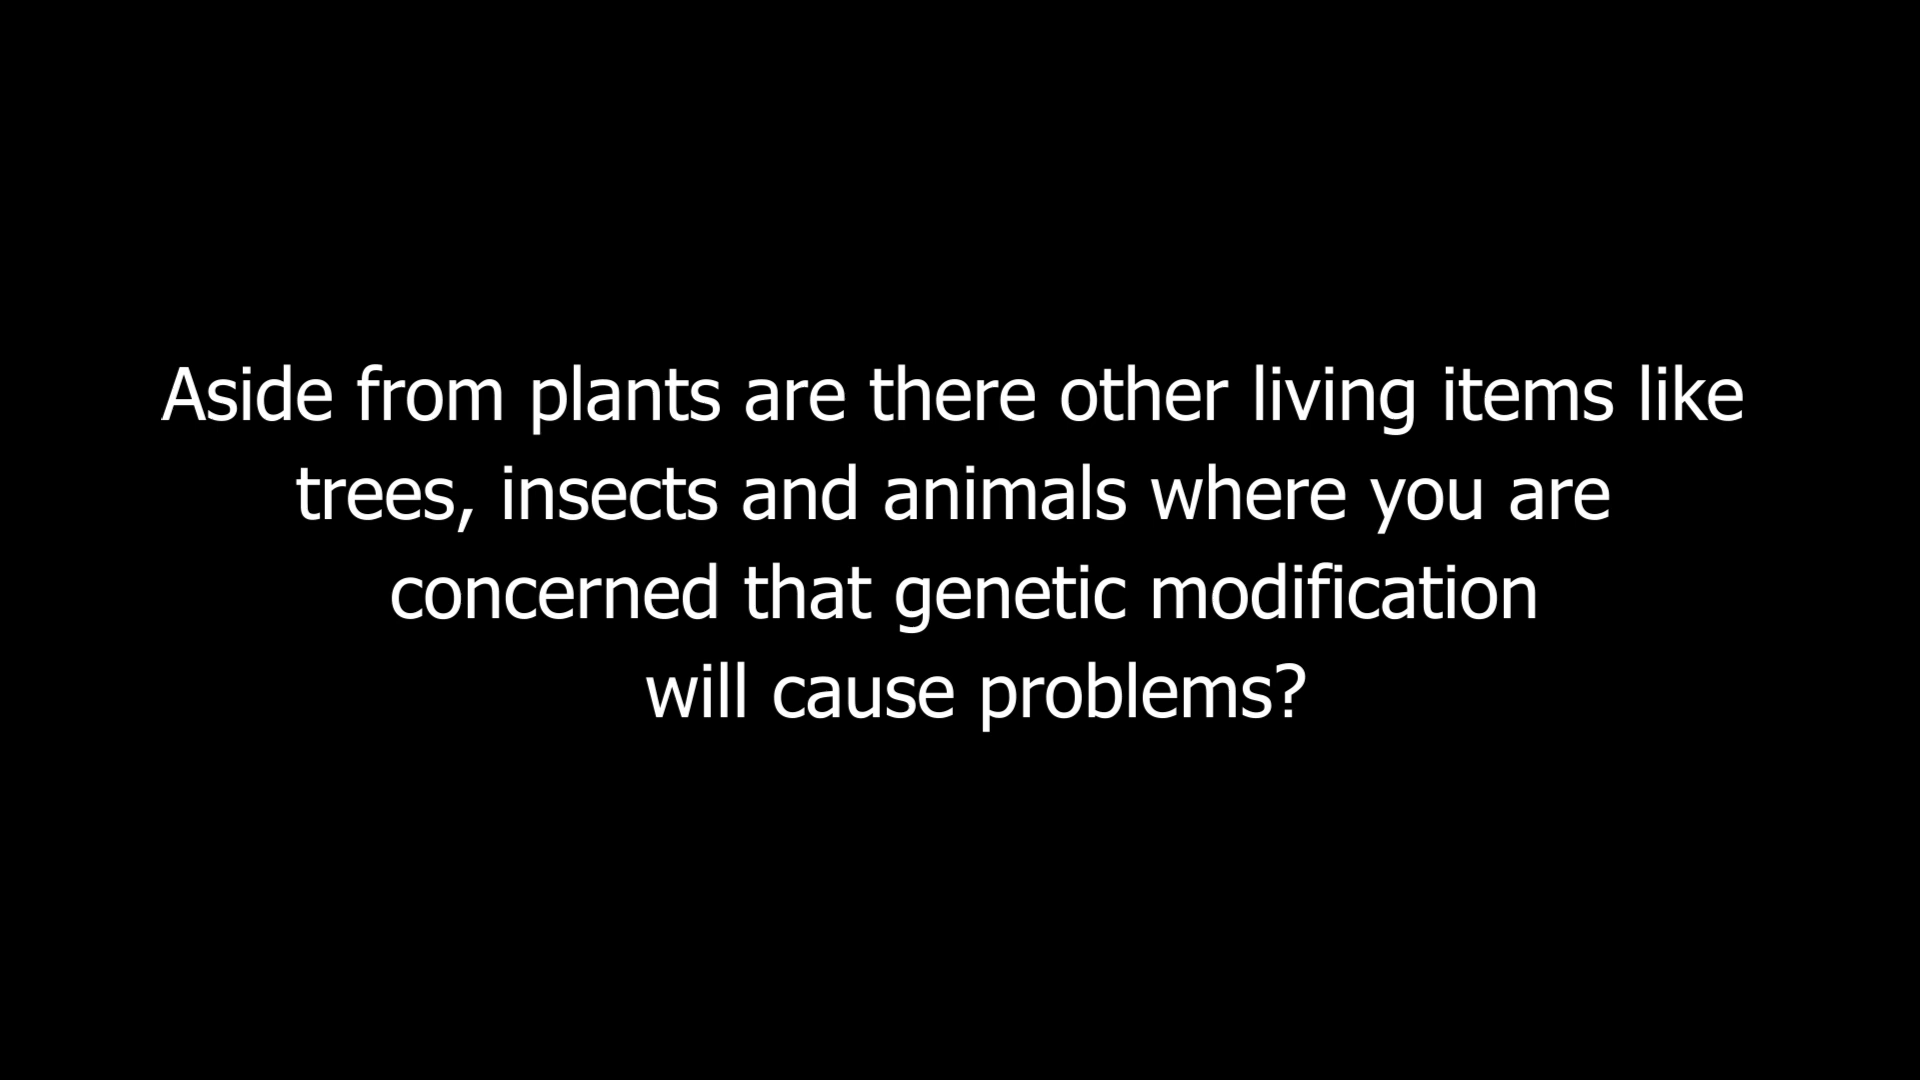 Aside from plants are there other living items like
trees, insects and animals where you are
concerned that genetic modification
will cause problems?